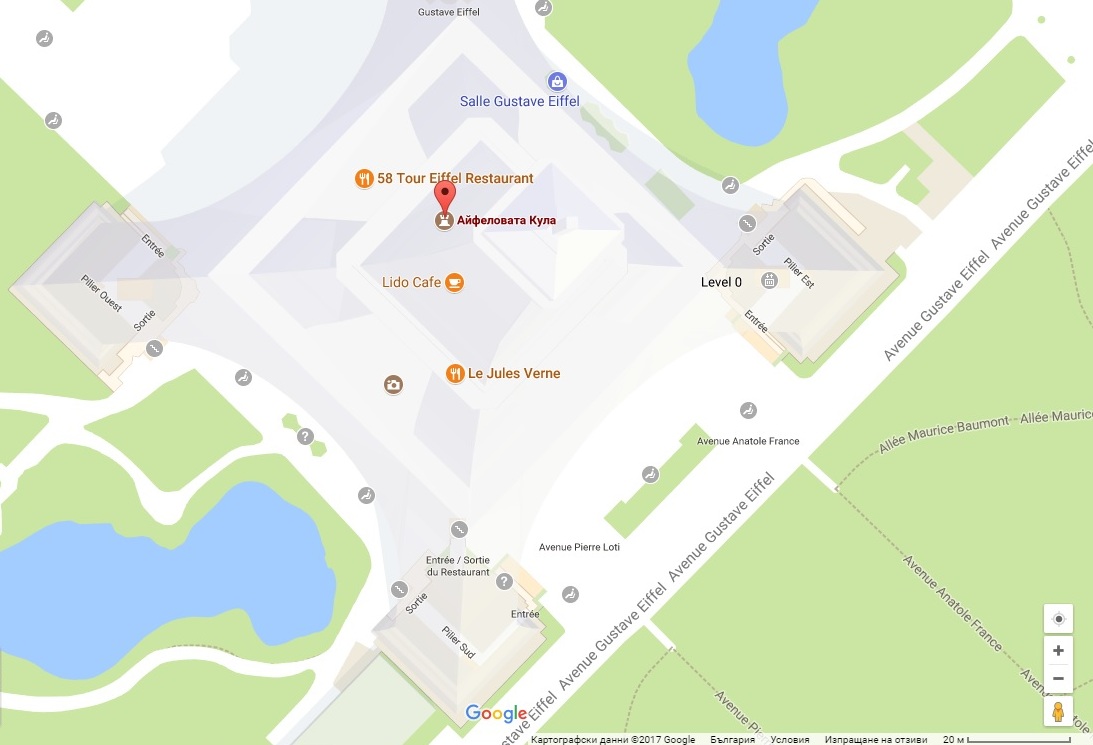 Gustave Eiffel
Salle Gustave Eiffel
58 Tour Eiffel Restaurant
Айфеловата Кула
Lido Cafe
Level 0
Le Jules Verne
Entrée
Pilier Ouest
Sortie
Sortie
Pilier Est
Entrée
Avenue Gustave Eiffel
Avenue Gustave Eiffel
Allée Maurice Baumont
Allée Maurice
Avenue Anatole France
?
Avenue Gustave Eiffel
Avenue Pierre Loti
Entrée / Sortie
du Restaurant
?
Avenue Anatole France
Sortie
Entrée
Pilier Sud
Avenue Gustave Eiffel
+
−
Google
Картографски данни ©2017 Google България Условия Изпращане на отзиви 20 м